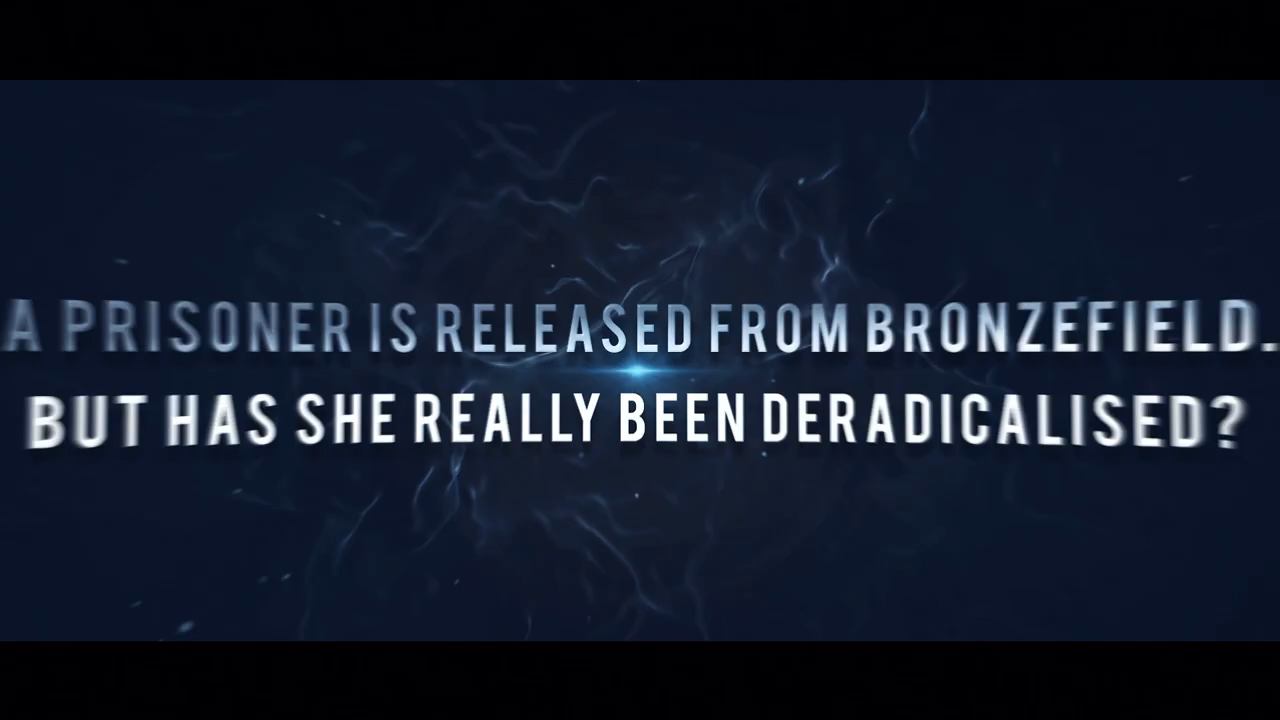 A PRISONER IS RELEASED FROM BRONZEFIELD.
BUT HAS SHE REALLY BEEN DERADICALISED?